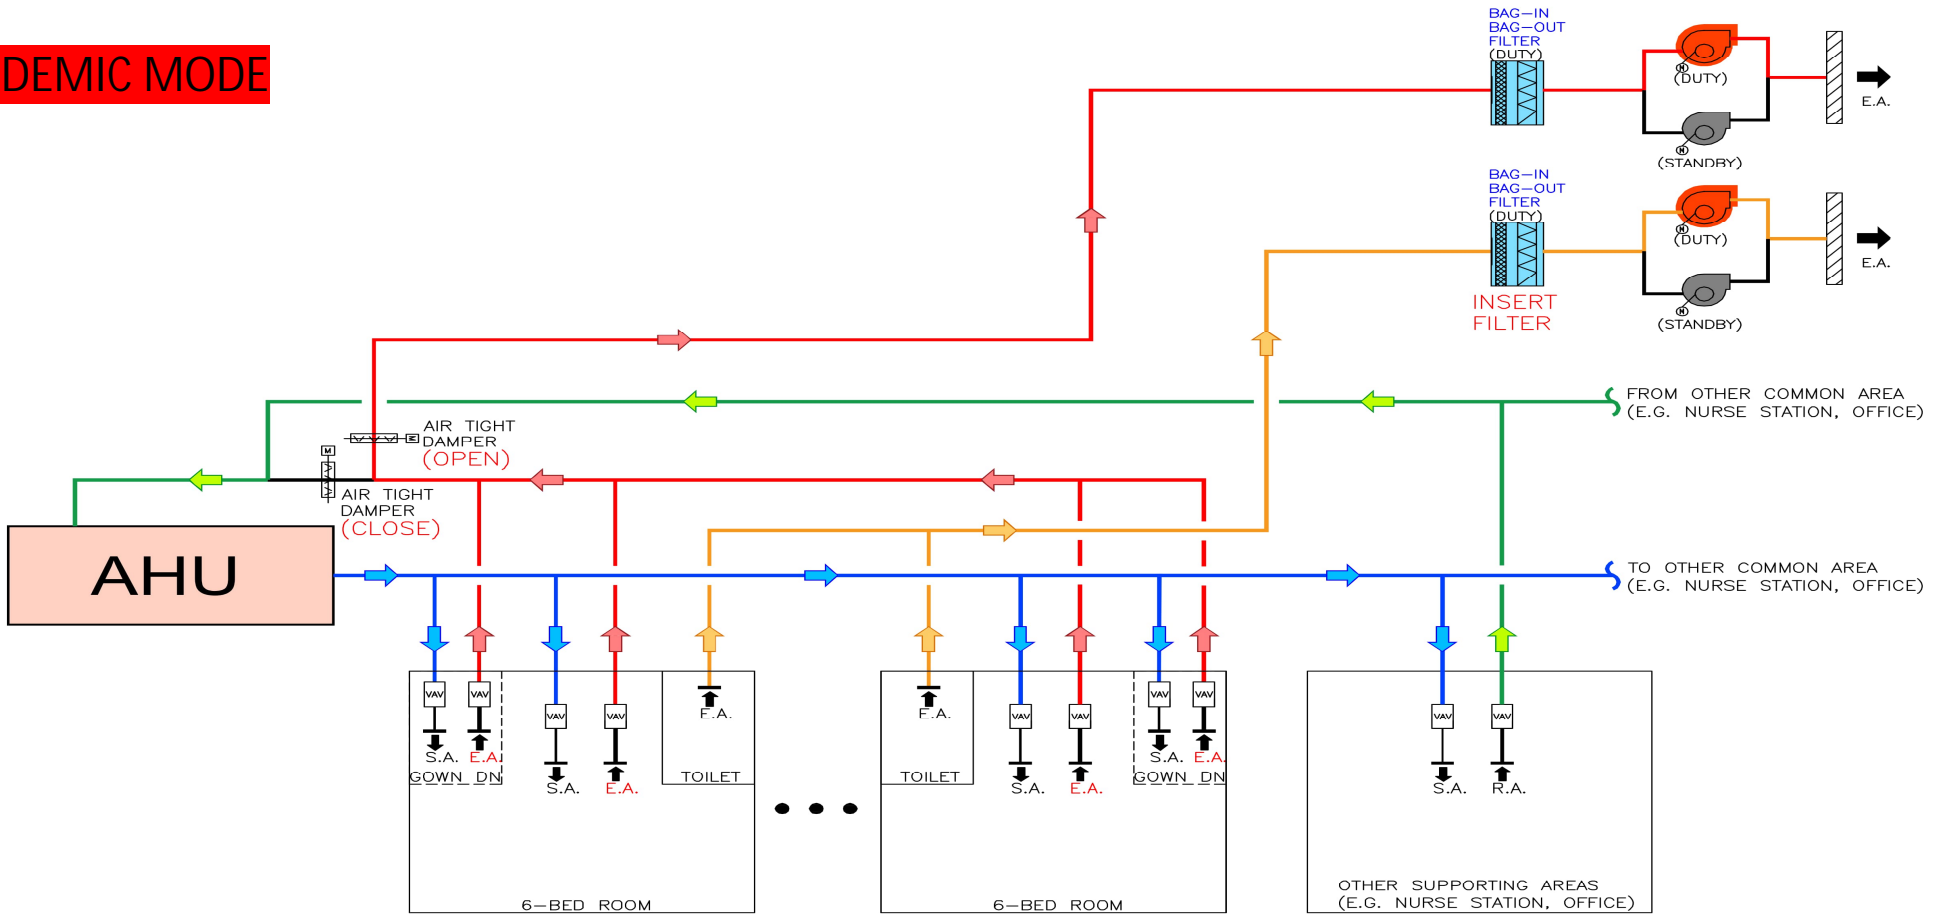 DEMIC MODE
BAG-IN
BAG-OUT
FILTER
(DUTY)
M
(DUTY)
E.A.
M
(STANDBY)
BAG-IN
BAG-OUT
FILTER
(DUTY)
INSERT
FILTER
M
(DUTY)
E.A.
M
(STANDBY)
FROM OTHER COMMON AREA
(E.G. NURSE STATION, OFFICE)
AIR TIGHT
DAMPER
(OPEN)
M
M
AIR TIGHT
DAMPER
(CLOSE)
AHU
TO OTHER COMMON AREA
(E.G. NURSE STATION, OFFICE)
VAV
VAV
S.A.
E.A.
GOWN DN
VAV
VAV
S.A.
E.A.
E.A.
TOILET
6-BED ROOM
E.A.
TOILET
VAV
VAV
S.A.
E.A.
VAV
VAV
S.A.
E.A.
GOWN DN
6-BED ROOM
VAV
VAV
S.A.
R.A.
OTHER SUPPORTING AREAS
(E.G. NURSE STATION, OFFICE)